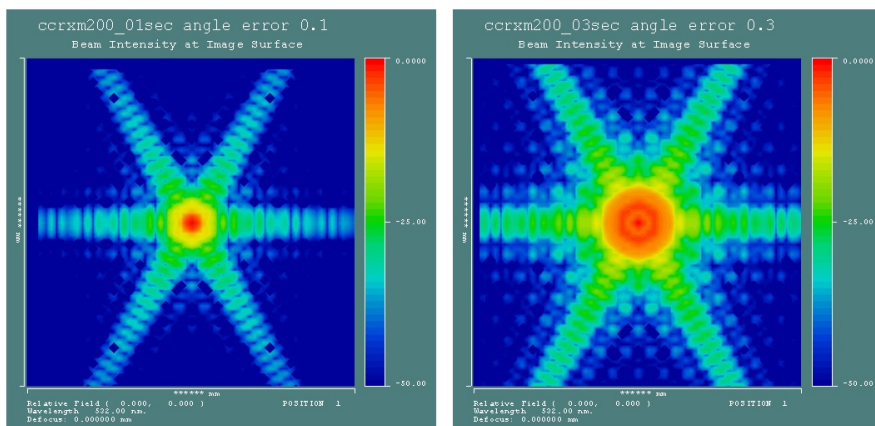 ccrxm200_01sec angle error 0.1
Beam Intensity at Image Surface
0.0000
-25.00
-50.00
****** mm
****** mm
Relative Field ( 0.000, 0.000 ) POSITION 1
Wavelength 532.00 nm.
Defocus: 0.000000 mm
ccrxm200_03sec angle error 0.3
Beam Intensity at Image Surface
0.0000
-25.00
-50.00
****** mm
****** mm
Relative Field ( 0.000, 0.000 ) POSITION 1
Wavelength 532.00 nm.
Defocus: 0.000000 mm